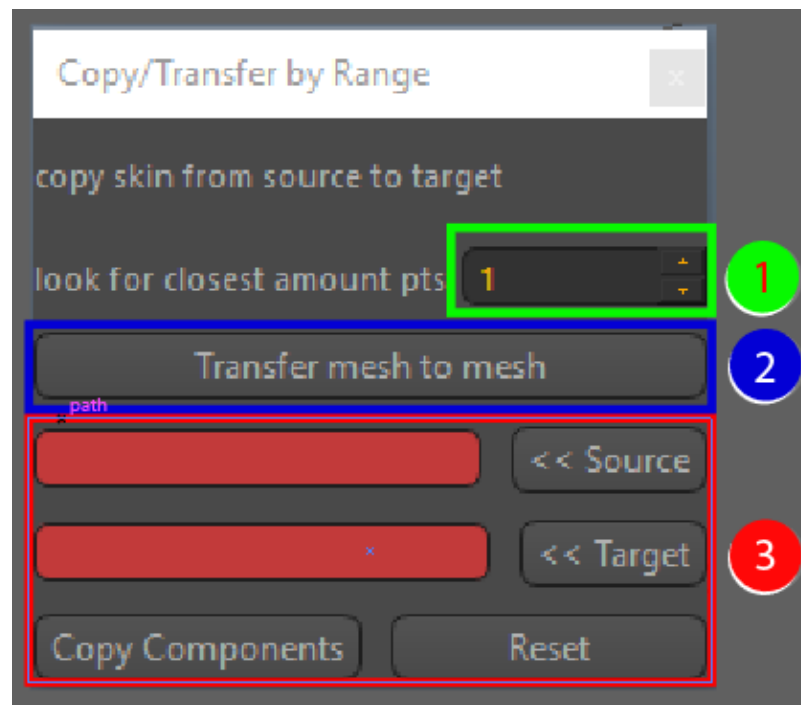 Copy/Transfer by Range
x
copy skin from source to target
look for closest amount pts 1
1
Transfer mesh to mesh
2
path
<< Source
<< Target
3
Copy Components Reset